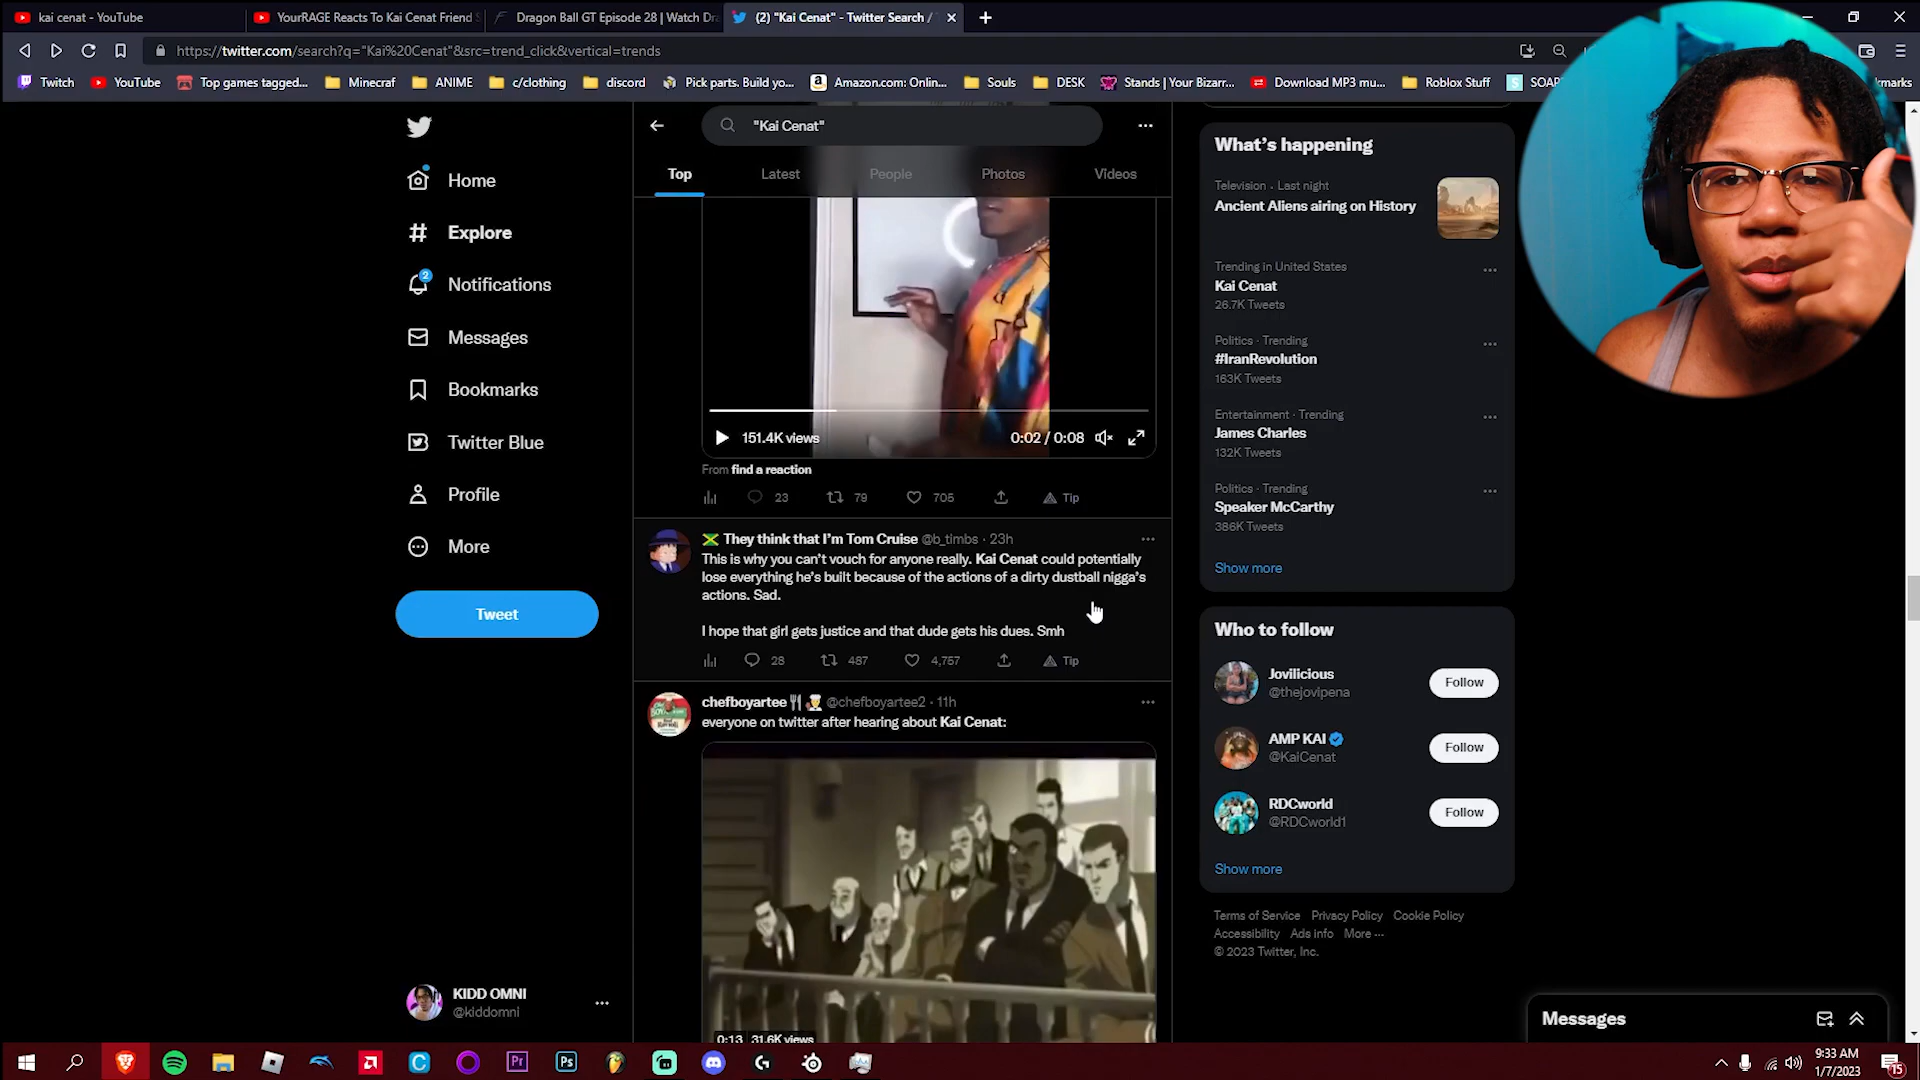 kai cenat - YouTube
YourRAGE Reacts To Kai Cenat Friend S
Dragon Ball GT Episode 28 | Watch Dra
(2) "Kai Cenat" - Twitter Search /
https://twitter.com/search?q="Kai%20Cenat"&src=trend_click&vertical=trends
Twitch
YouTube
Top games tagged...
Minecraf
ANIME
c/clothing
discord
Pick parts. Build yo...
Amazon.com: Onlin...
Souls
DESK
Stands | Your Bizarr...
Download MP3 mu...
Roblox Stuff
Home
Explore
2
Notifications
Messages
Bookmarks
Twitter Blue
Profile
More
Tweet
KIDD OMNI
@kiddomni
"Kai Cenat"
Top
Latest
People
Photos
Videos
151.4K views
0:02 / 0:08
From find a reaction
23
79
705
Tip
They think that I'm Tom Cruise @b_timbs · 23h
This is why you can't vouch for anyone really. Kai Cenat could potentially
lose everything he's built because of the actions of a dirty dustball nigga's
actions. Sad.
I hope that girl gets justice and that dude gets his dues. Smh
28
487
4,757
Tip
chefboyartee @chefboyartee2 · 11h
everyone on twitter after hearing about Kai Cenat:
0:13
31.6K views
What's happening
Television · Last night
Ancient Aliens airing on History
Trending in United States
Kai Cenat
26.7K Tweets
Politics · Trending
#IranRevolution
163K Tweets
Entertainment · Trending
James Charles
132K Tweets
Politics · Trending
Speaker McCarthy
386K Tweets
Show more
Who to follow
Jovilicious
@thejovipena
Follow
AMP KAI
@KaiCenat
Follow
RDCworld
@RDCworld1
Follow
Show more
Terms of Service Privacy Policy Cookie Policy
Accessibility Ads info More ···
© 2023 Twitter, Inc.
Messages
9:33 AM
1/7/2023
15